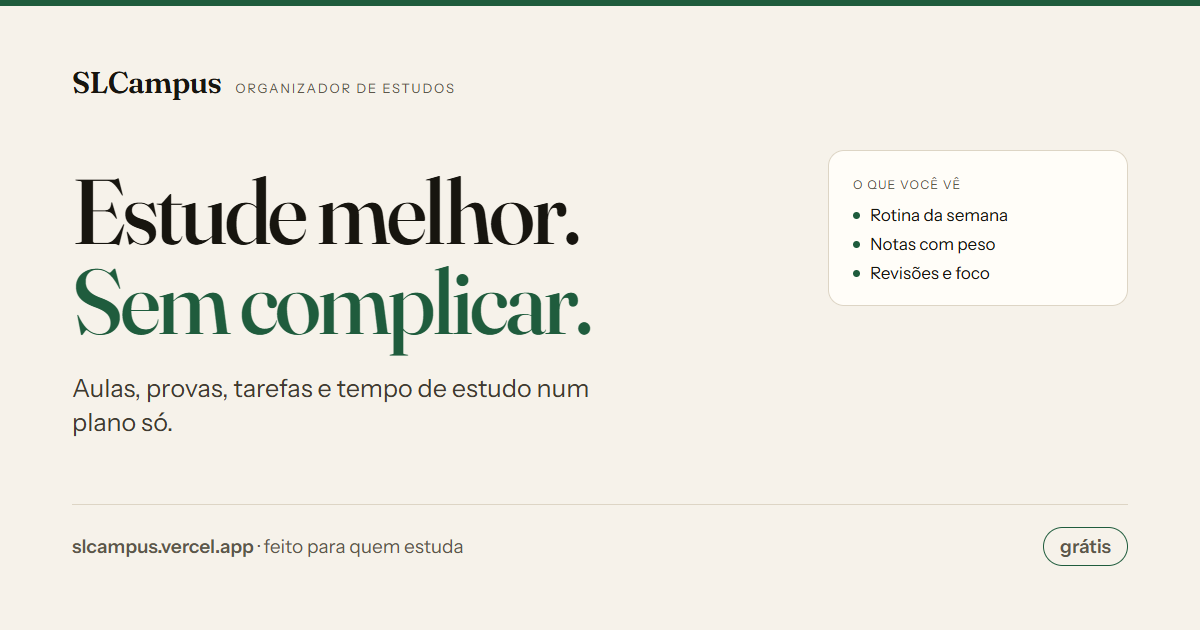 SLCampus ORGANIZADOR DE ESTUDOS
Estude melhor.
Sem complicar.
Aulas, provas, tarefas e tempo de estudo num
plano só.
O QUE VOCÊ VÊ
Rotina da semana
Notas com peso
Revisões e foco
slcampus.vercel.app · feito para quem estuda
grátis